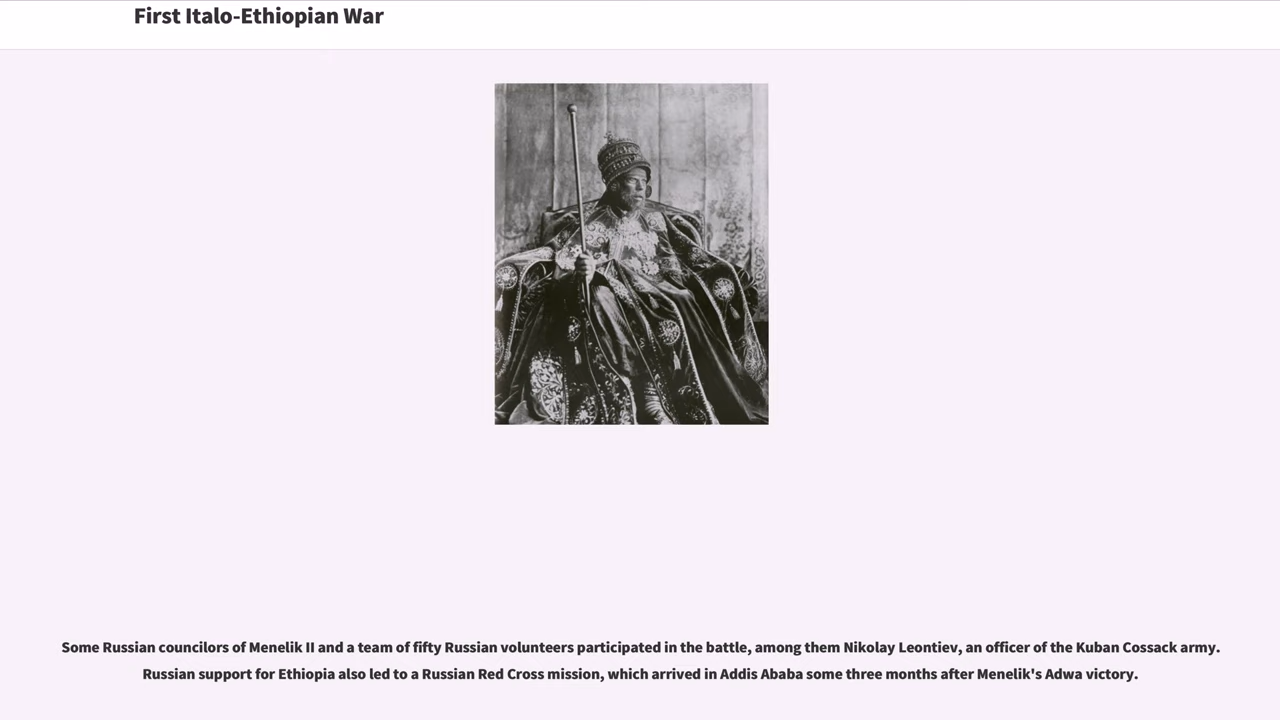 First Italo-Ethiopian War
Some Russian councilors of Menelik II and a team of fifty Russian volunteers participated in the battle, among them Nikolay Leontiev, an officer of the Kuban Cossack army.
Russian support for Ethiopia also led to a Russian Red Cross mission, which arrived in Addis Ababa some three months after Menelik's Adwa victory.